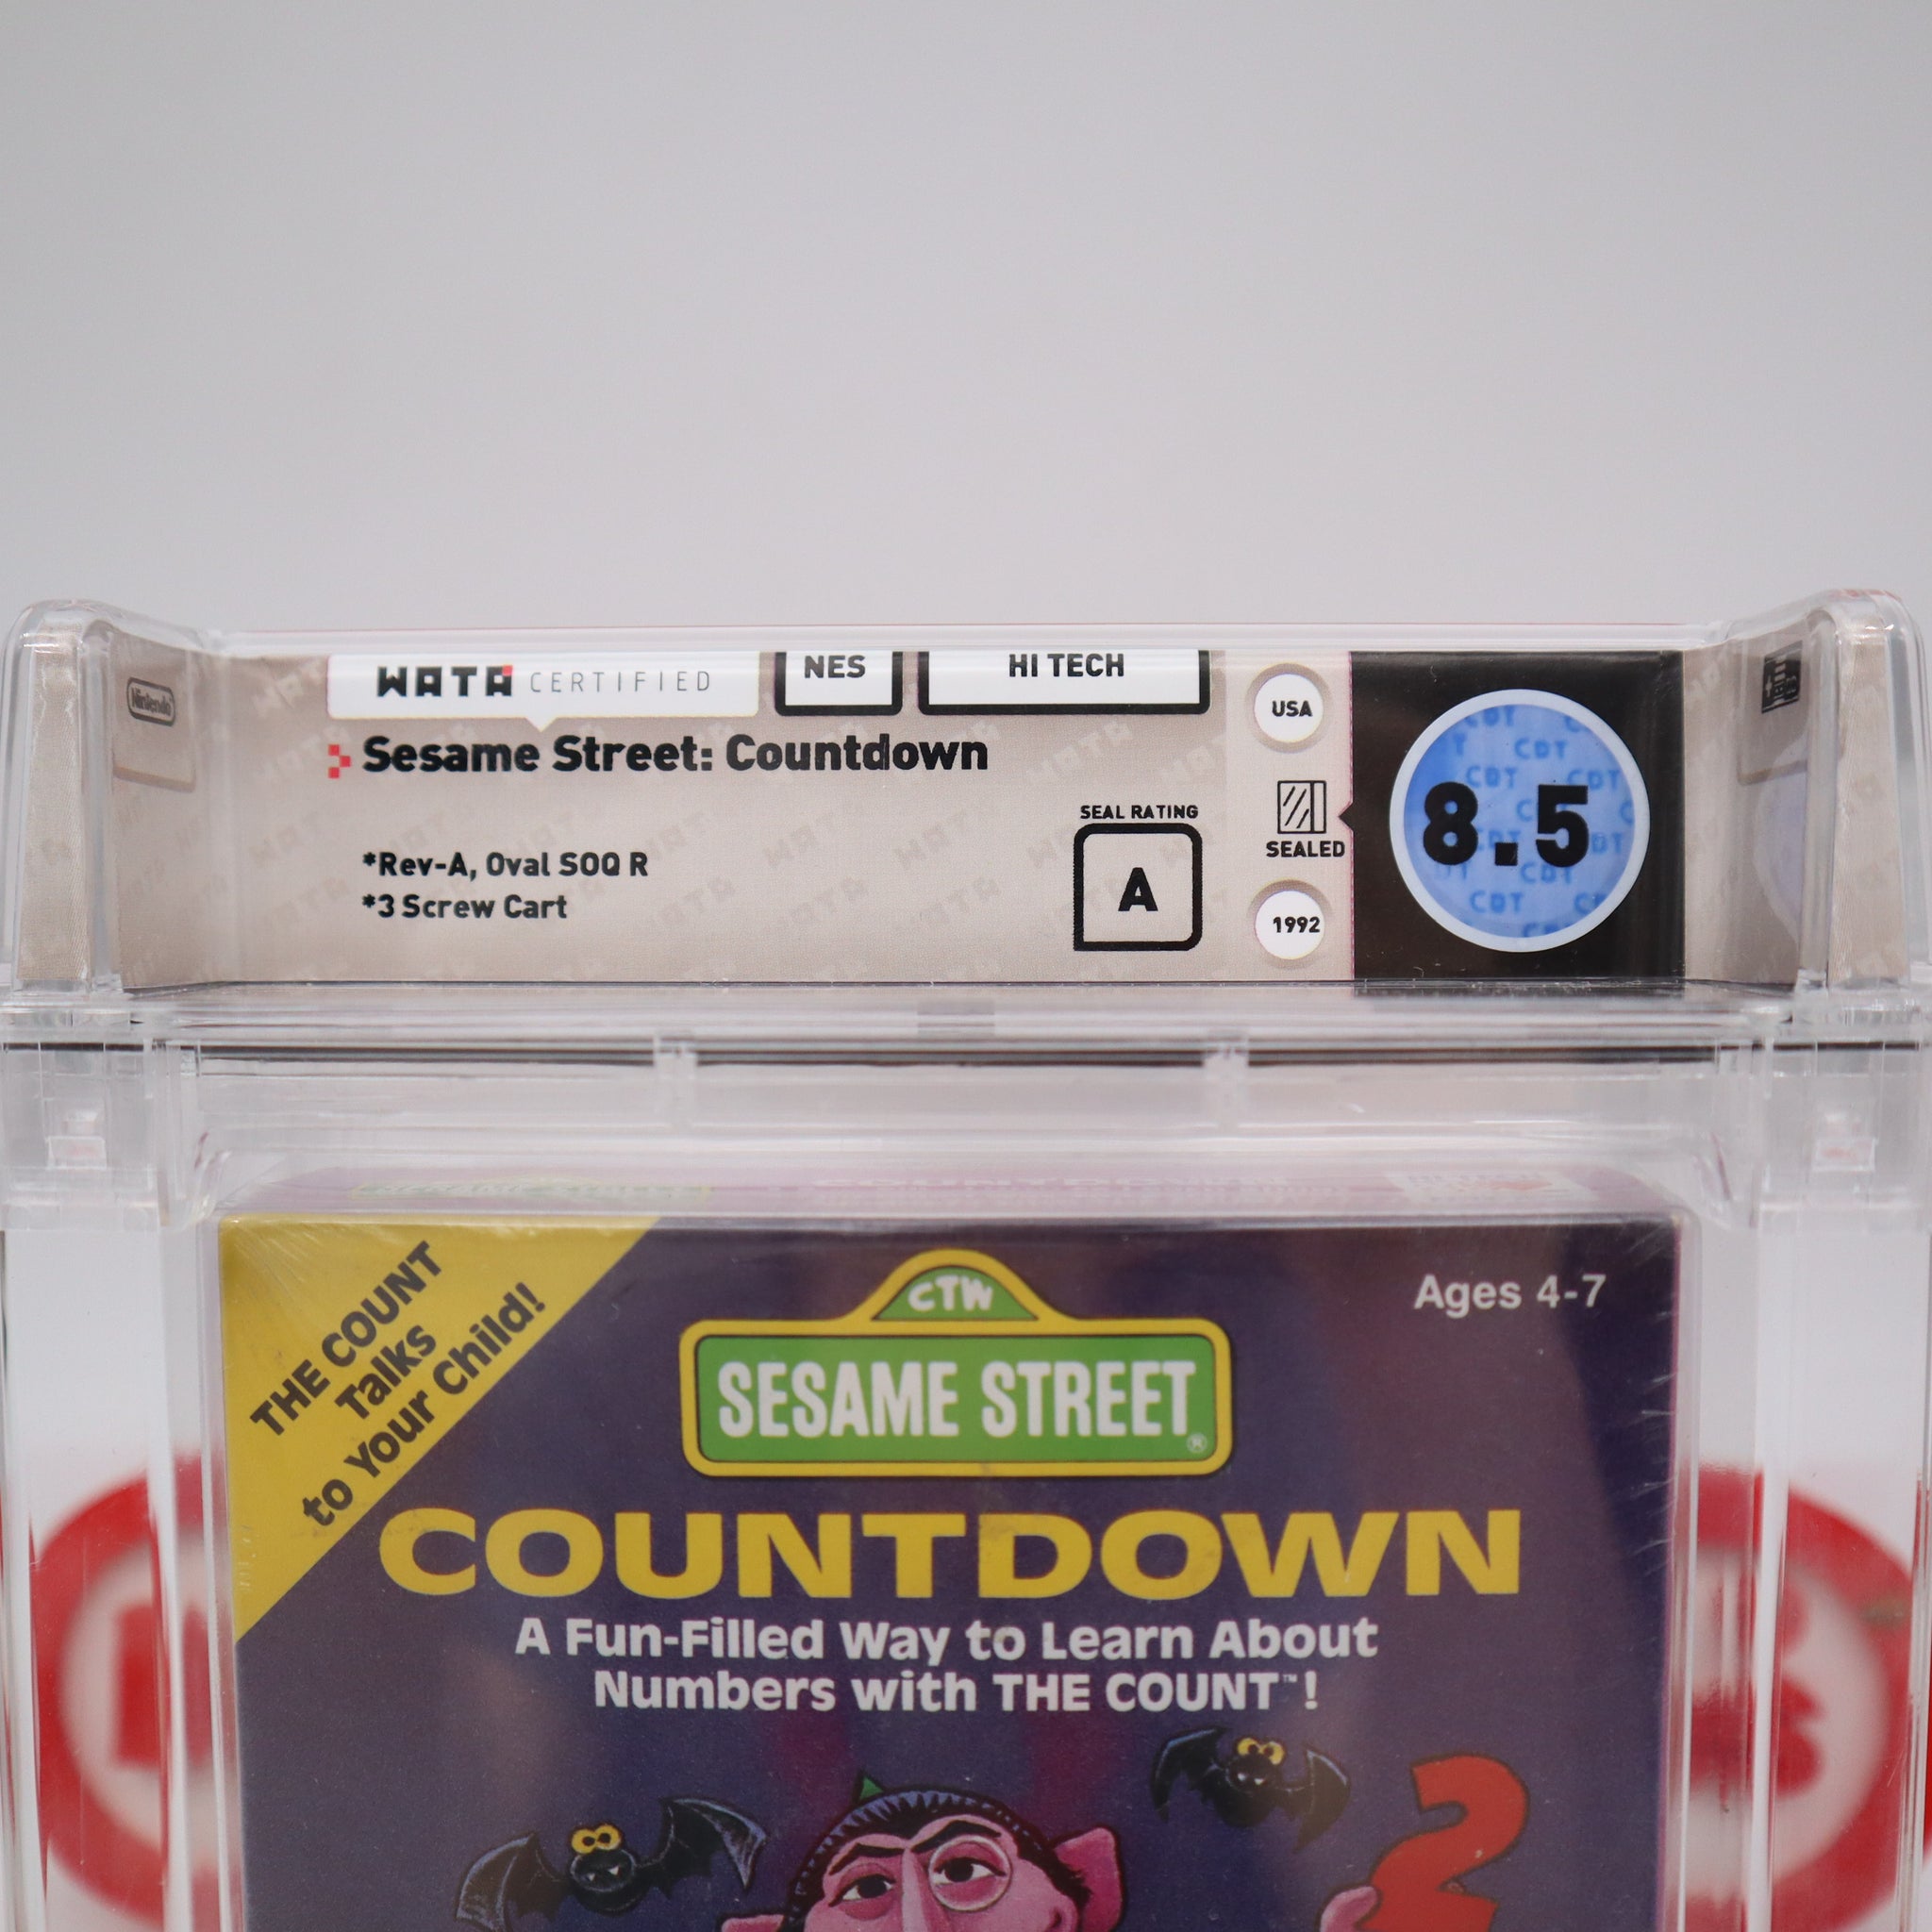 WATA CERTIFIED
NES
HI TECH
Nintendo
Sesame Street: Countdown
*Rev-A, Oval SOQ R
*3 Screw Cart
SEAL RATING
A
USA
SEALED
1992
8.5
THE COUNT
Talks
to Your Child!
CTW
SESAME STREET®
Ages 4-7
COUNTDOWN
A Fun-Filled Way to Learn About
Numbers with THE COUNT™!
2